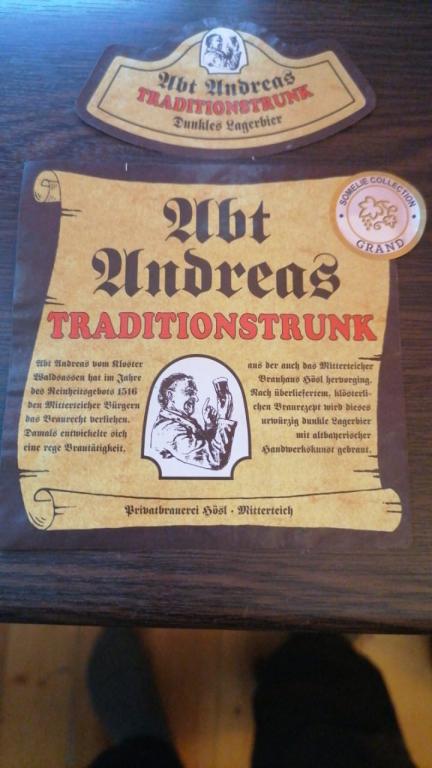 Abt Andreas
TRADITIONSTRUNK
Dunkles Lagerbier
SOMELIE COLLECTION
GRAND
Abt
Andreas
TRADITIONSTRUNK
Abt Andreas vom Kloster
Waldsassen hat im Jahre
des Reinheitsgebots 1516
den Mitterteicher Bürgern
das Braurecht verliehen.
Damals entwickelte sich
eine rege Brautätigkeit,
aus der auch das Mitterteicher
Brauhaus Hösl hervorging.
Nach überliefertem, klösterli-
chen Braurezept wird dieses
urwürzig dunkle Lagerbier
mit altbayerischer
Handwerkskunst gebraut.
Privatbrauerei Hösl · Mitterteich